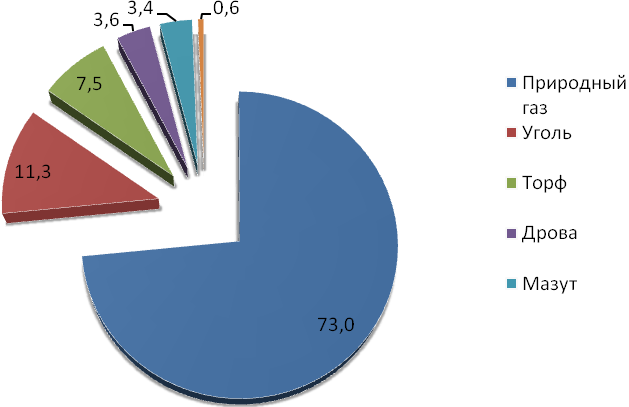 3,4
0,6
3,6
7,5
11,3
73,0
Природный
газ
Уголь
Торф
Дрова
Мазут